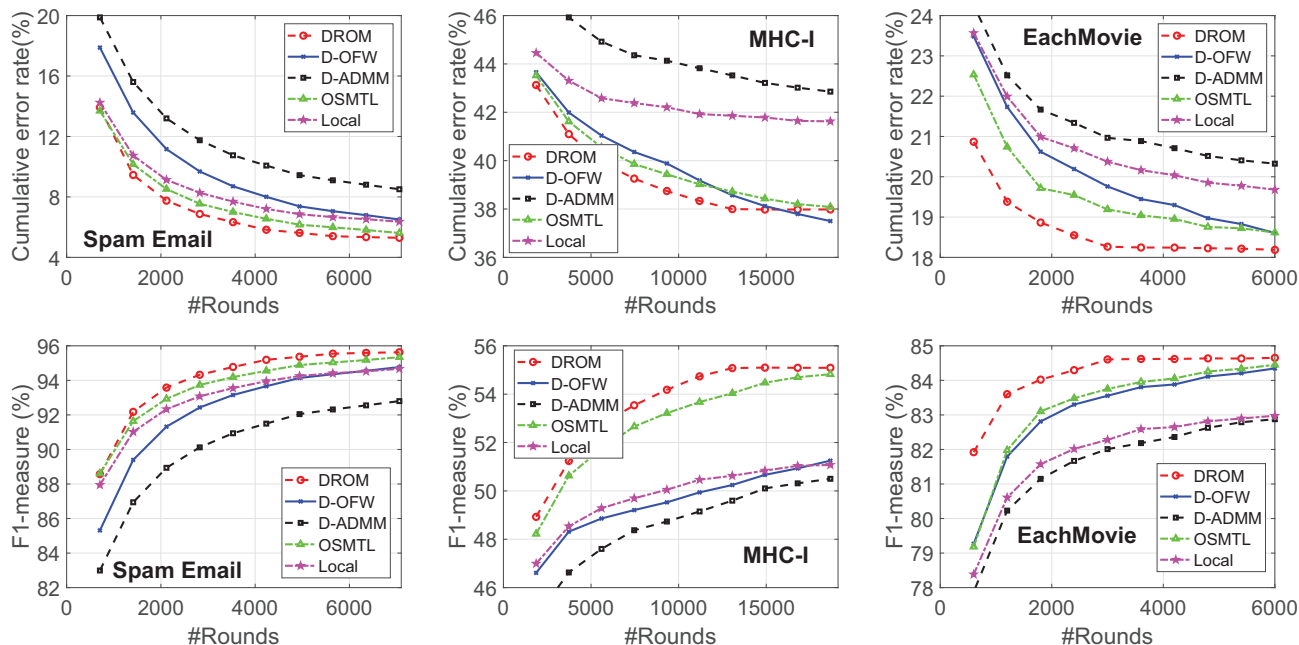 Cumulative error rate(%)
20
16
12
8
4
DROM
D-OFW
D-ADMM
OSMTL
Local
Spam Email
0
2000
4000
6000
#Rounds
Cumulative error rate(%)
46
44
42
40
38
36
MHC-I
DROM
D-OFW
D-ADMM
OSMTL
Local
0
5000
10000
15000
#Rounds
Cumulative error rate(%)
24
23
22
21
20
19
18
EachMovie
DROM
D-OFW
D-ADMM
OSMTL
Local
0
2000
4000
6000
#Rounds
F1-measure (%)
96
94
92
90
88
86
84
82
DROM
D-OFW
D-ADMM
OSMTL
Local
Spam Email
0
2000
4000
6000
#Rounds
F1-measure (%)
56
54
52
50
48
46
DROM
D-OFW
D-ADMM
OSMTL
Local
MHC-I
0
5000
10000
15000
#Rounds
F1-measure (%)
85
84
83
82
81
80
79
78
DROM
D-OFW
D-ADMM
OSMTL
Local
EachMovie
0
2000
4000
6000
#Rounds